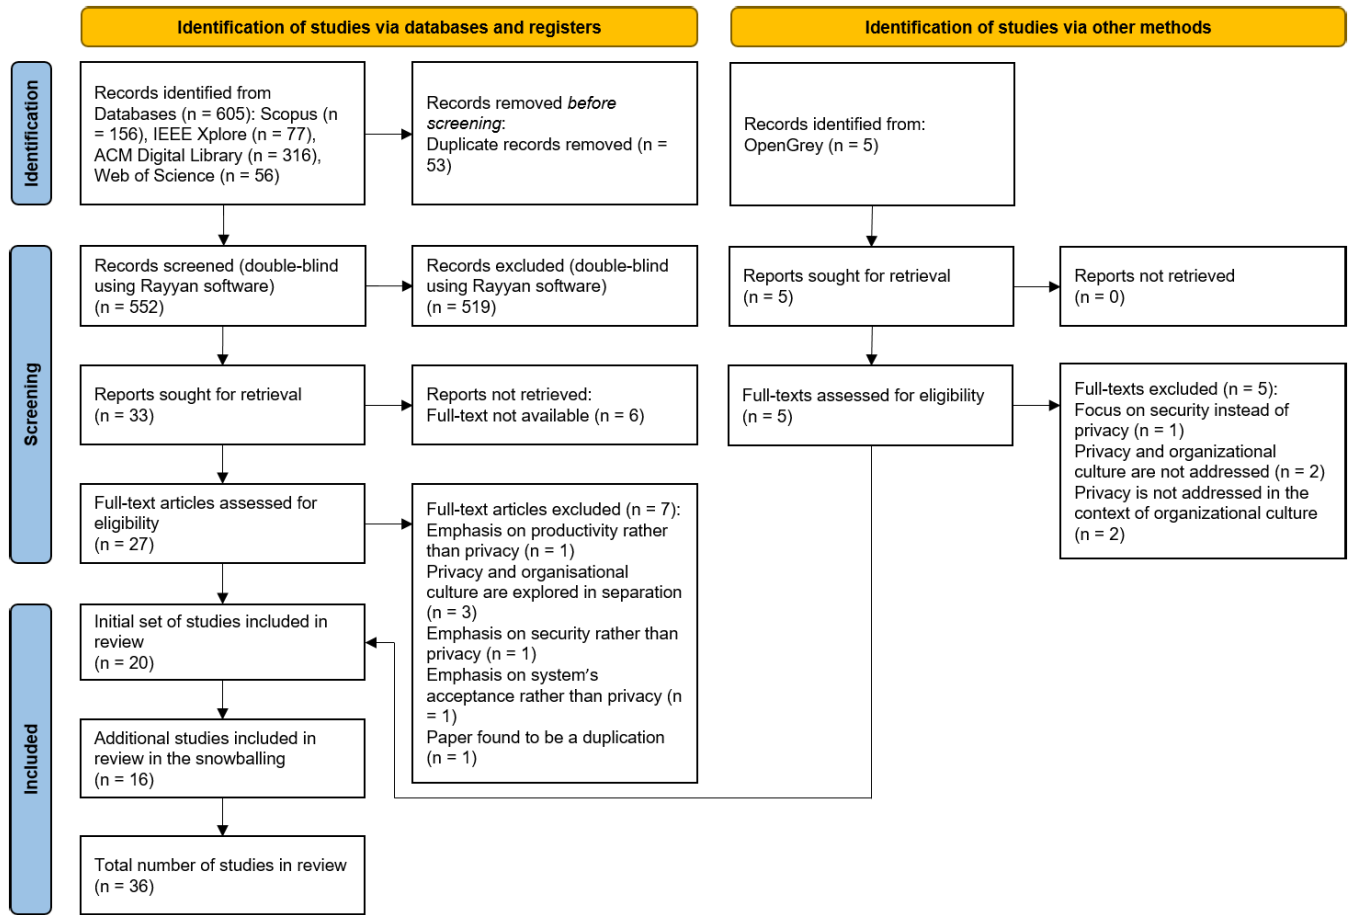 Identification of studies via databases and registers
Identification of studies via other methods
Identification
Records identified from
Databases (n = 605): Scopus (n
= 156), IEEE Xplore (n = 77),
ACM Digital Library (n = 316),
Web of Science (n = 56)
Records removed before
screening:
Duplicate records removed (n =
53)
Records identified from:
OpenGrey (n = 5)
Screening
Records screened (double-blind
using Rayyan software)
(n = 552)
Records excluded (double-blind
using Rayyan software)
(n = 519)
Reports sought for retrieval
(n = 5)
Reports not retrieved
(n = 0)
Reports sought for retrieval
(n = 33)
Reports not retrieved:
Full-text not available (n = 6)
Full-texts assessed for eligibility
(n = 5)
Full-texts excluded (n = 5):
Focus on security instead of
privacy (n = 1)
Privacy and organizational
culture are not addressed (n = 2)
Privacy is not addressed in the
context of organizational culture
(n = 2)
Full-text articles assessed for
eligibility
(n = 27)
Full-text articles excluded (n = 7):
Emphasis on productivity rather
than privacy (n = 1)
Privacy and organisational
culture are explored in separation
(n = 3)
Emphasis on security rather than
privacy (n = 1)
Emphasis on system's
acceptance rather than privacy (n
= 1)
Paper found to be a duplication
(n = 1)
Included
Initial set of studies included in
review
(n = 20)
Additional studies included in
review in the snowballing
(n = 16)
Total number of studies in review
(n = 36)